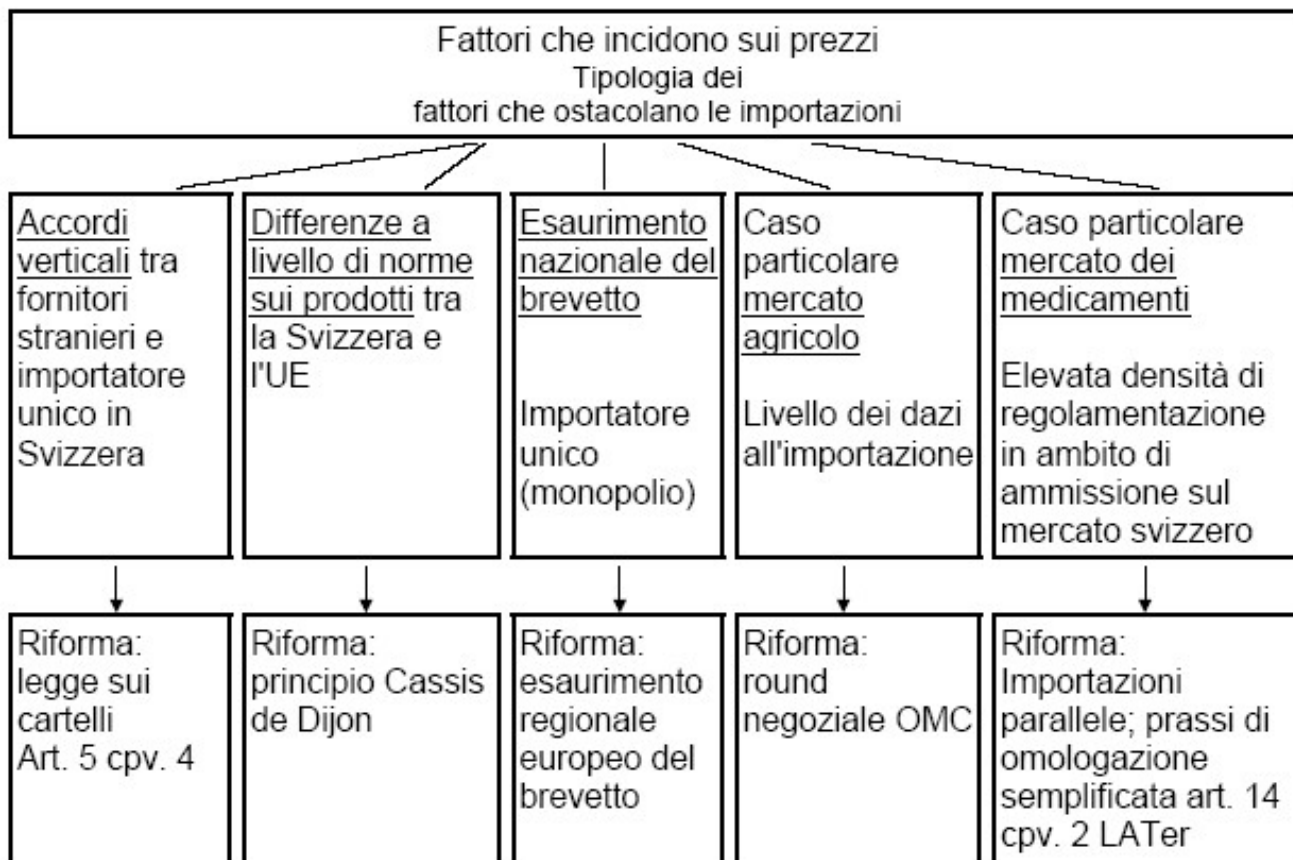 Fattori che incidono sui prezzi
Tipologia dei
fattori che ostacolano le importazioni
Accordi
verticali tra
fornitori
stranieri e
importatore
unico in
Svizzera
Differenze a
livello di norme
sui prodotti tra
la Svizzera e
l'UE
Esaurimento
nazionale del
brevetto
Importatore
unico
(monopolio)
Caso
particolare
mercato
agricolo
Livello dei dazi
all'importazione
Caso particolare
mercato dei
medicamenti
Elevata densità di
regolamentazione
in ambito di
ammissione sul
mercato svizzero
Riforma:
legge sui
cartelli
Art. 5 cpv. 4
Riforma:
principio Cassis
de Dijon
Riforma:
esaurimento
regionale
europeo del
brevetto
Riforma:
round
negoziale OMC
Riforma:
Importazioni
parallele; prassi di
omologazione
semplificata art. 14
cpv. 2 LATer